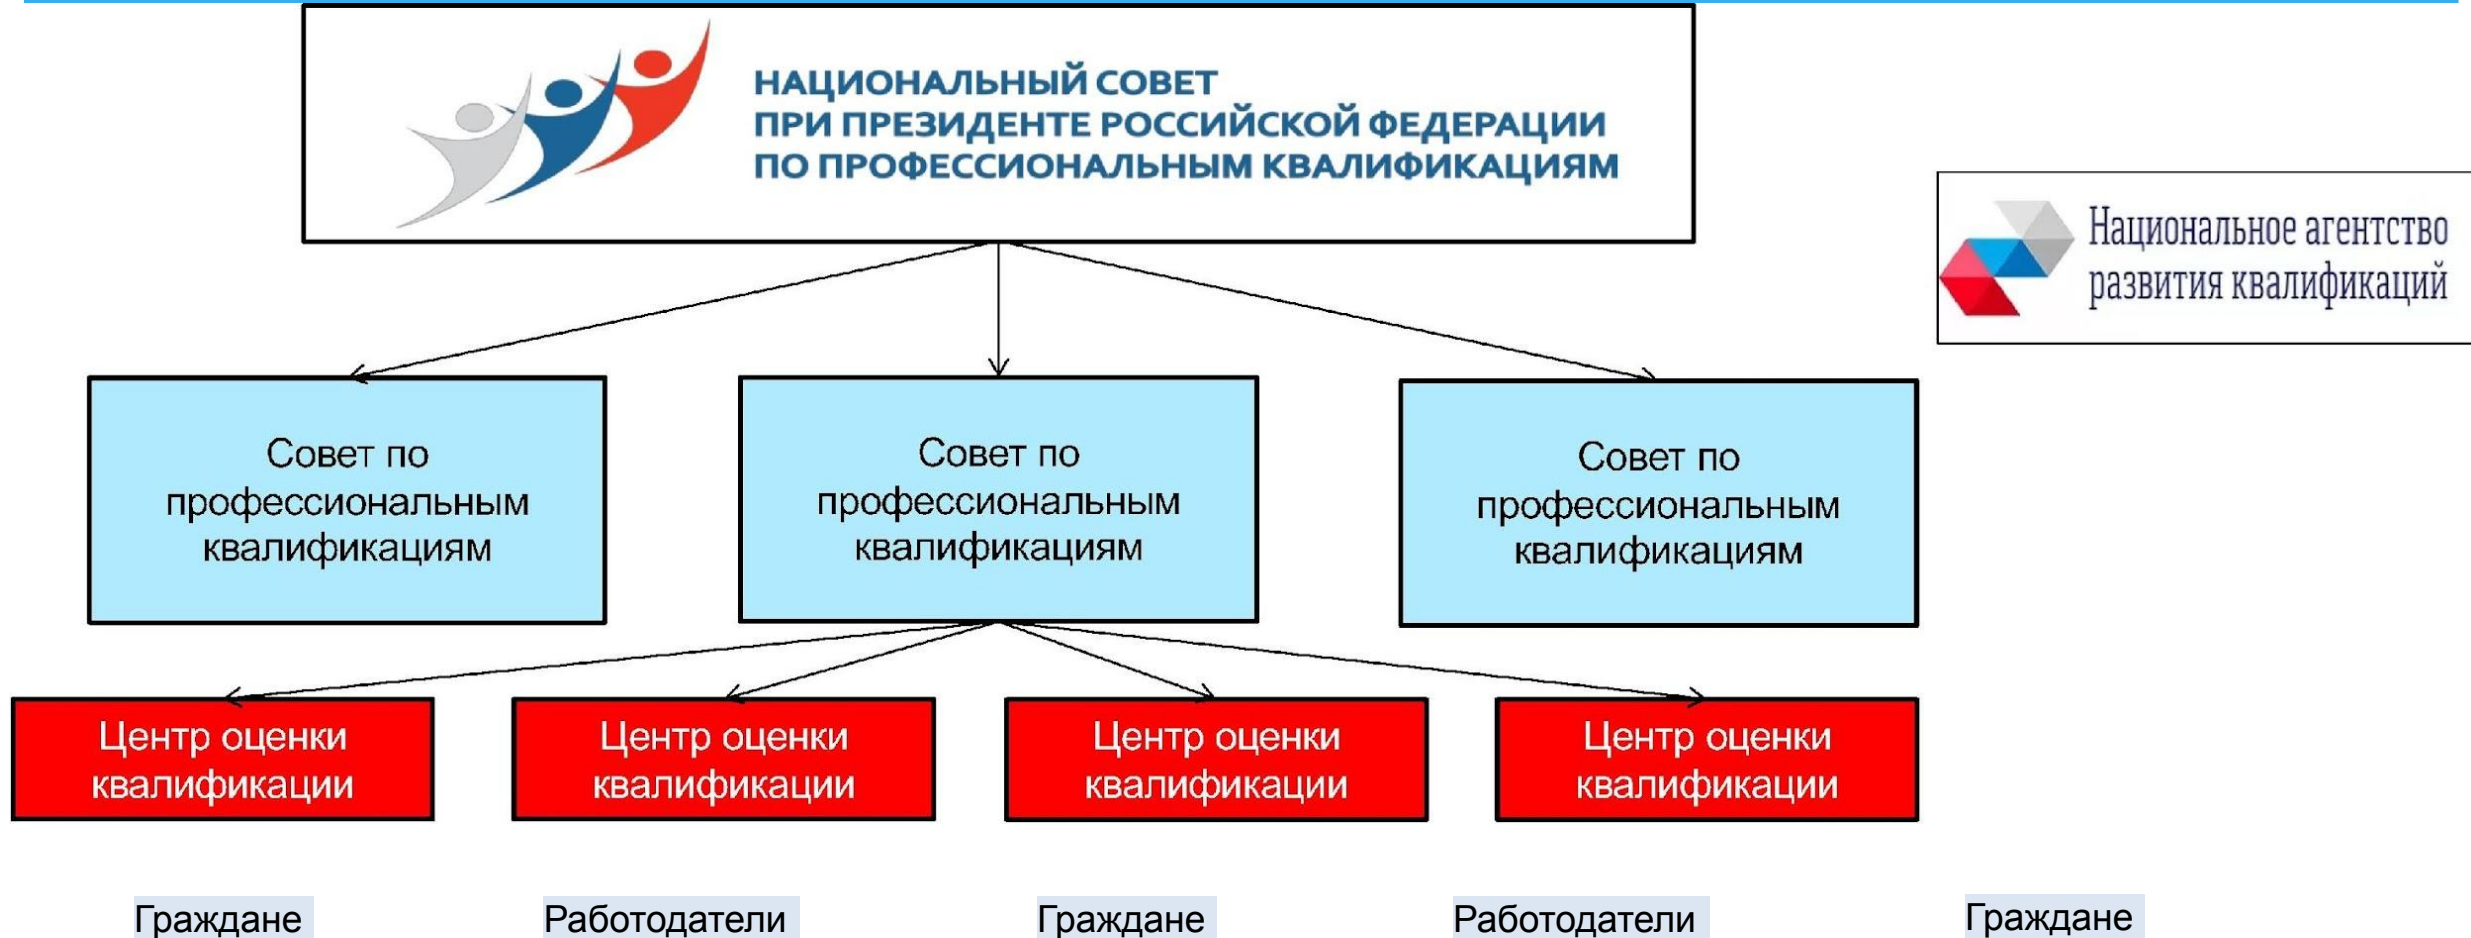 НАЦИОНАЛЬНЫЙ СОВЕТ
ПРИ ПРЕЗИДЕНТЕ РОССИЙСКОЙ ФЕДЕРАЦИИ
ПО ПРОФЕССИОНАЛЬНЫМ КВАЛИФИКАЦИЯМ
Национальное агентство
развития квалификаций
Совет по
профессиональным
квалификациям
Совет по
профессиональным
квалификациям
Совет по
профессиональным
квалификациям
Центр оценки
квалификации
Центр оценки
квалификации
Центр оценки
квалификации
Центр оценки
квалификации
Граждане
Работодатели
Граждане
Работодатели
Граждане